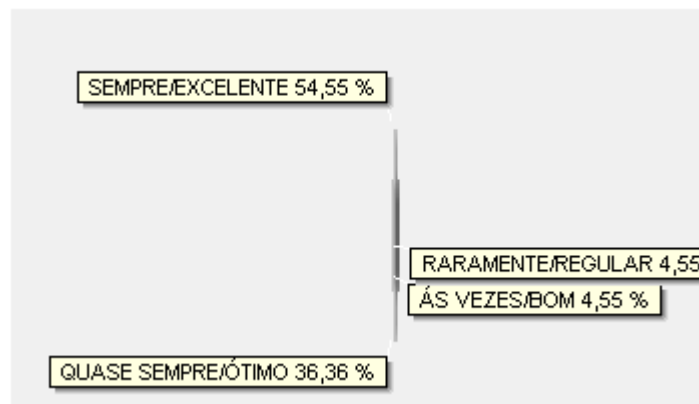 SEMPRE/EXCELENTE 54,55 %
RARAMENTE/REGULAR 4,55
ÁS VEZES/BOM 4,55 %
QUASE SEMPRE/ÓTIMO 36,36 %